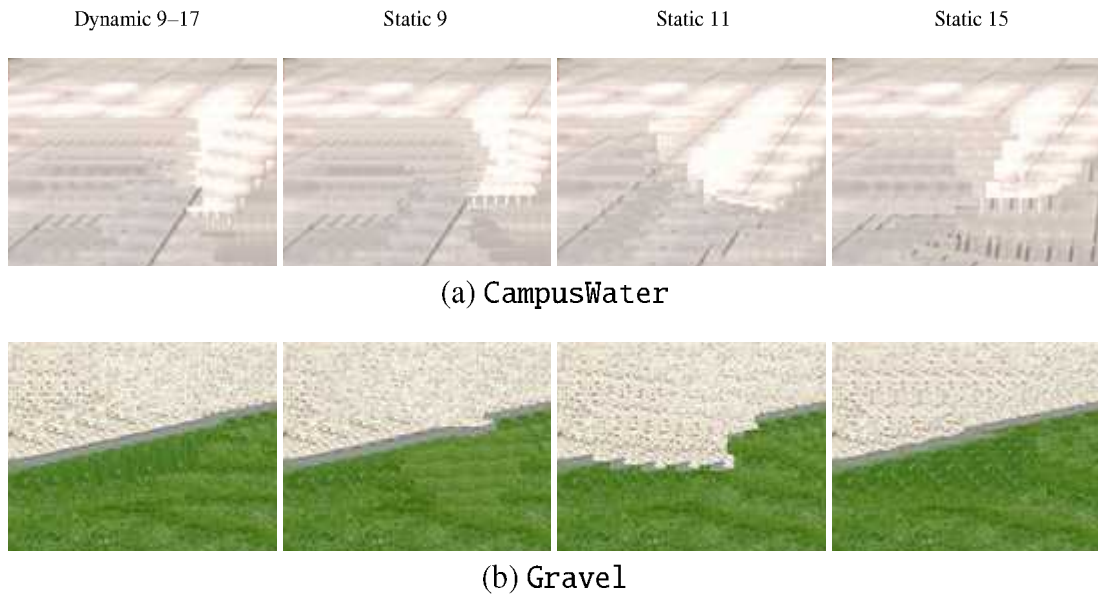 Dynamic 9–17 Static 9 Static 11 Static 15
(a) CampusWater
(b) Gravel